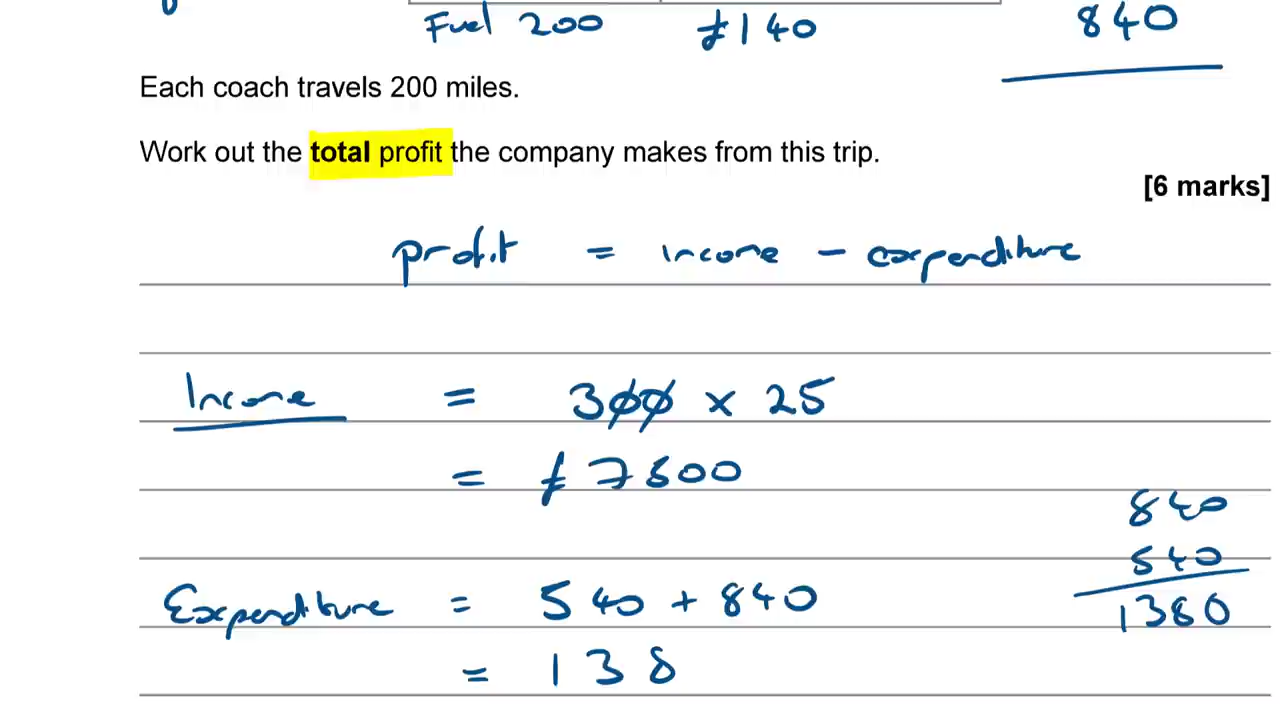 Fuel 200 £140 840
Each coach travels 200 miles.
Work out the total profit the company makes from this trip.
[6 marks]
profit = income - expenditure
Income = 300 x 25
= £7500
840
540
1380
Expenditure = 540 + 840
= 138